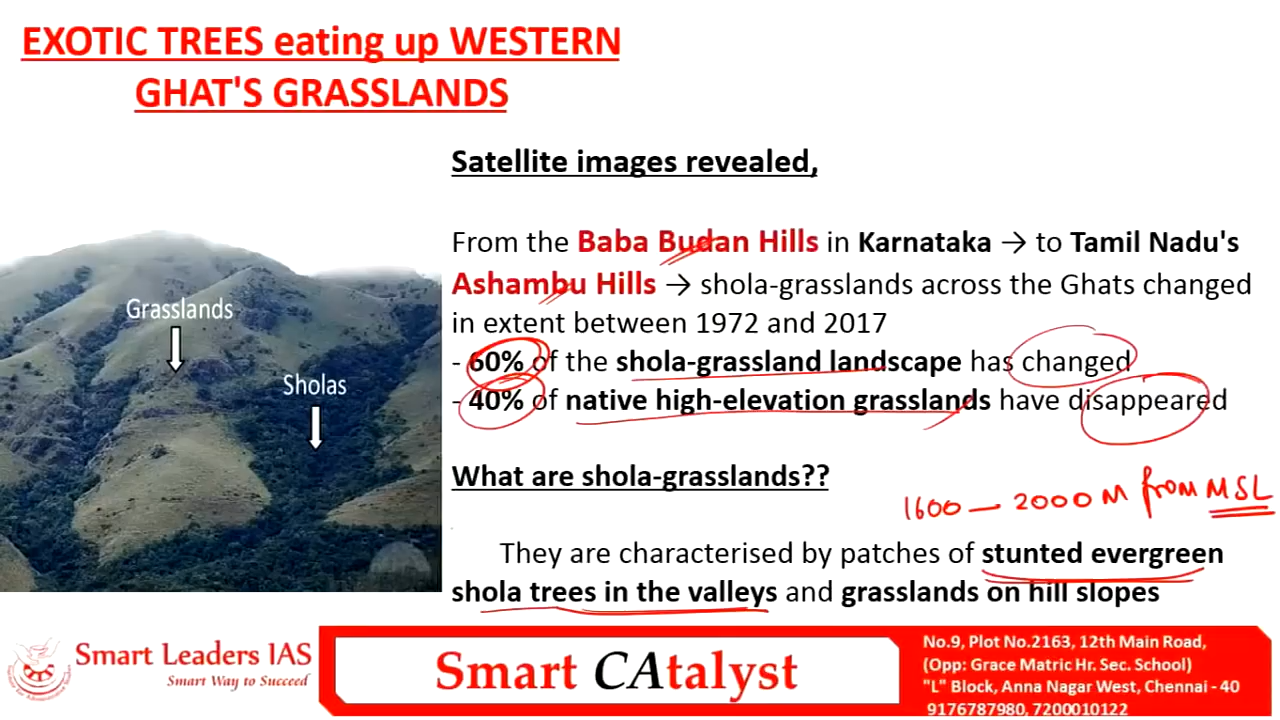 EXOTIC TREES eating up WESTERN
GHAT'S GRASSLANDS
Satellite images revealed,
From the Baba Budan Hills in Karnataka → to Tamil Nadu's
Ashambu Hills → shola-grasslands across the Ghats changed
in extent between 1972 and 2017
- 60% of the shola-grassland landscape has changed
- 40% of native high-elevation grasslands have disappeared
Grasslands
Sholas
What are shola-grasslands??
1600 — 2000 M from MSL
They are characterised by patches of stunted evergreen
shola trees in the valleys and grasslands on hill slopes
Smart Leaders IAS
Smart Way to Succeed
Smart CAtalyst
No.9, Plot No.2163, 12th Main Road,
(Opp: Grace Matric Hr. Sec. School)
"L" Block, Anna Nagar West, Chennai - 40
9176787980, 7200010122